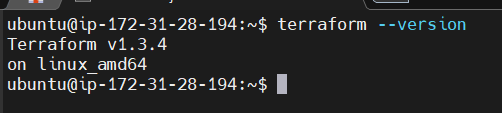 ubuntu@ip-172-31-28-194:~$ terraform --version
Terraform v1.3.4
on linux_amd64
ubuntu@ip-172-31-28-194:~$